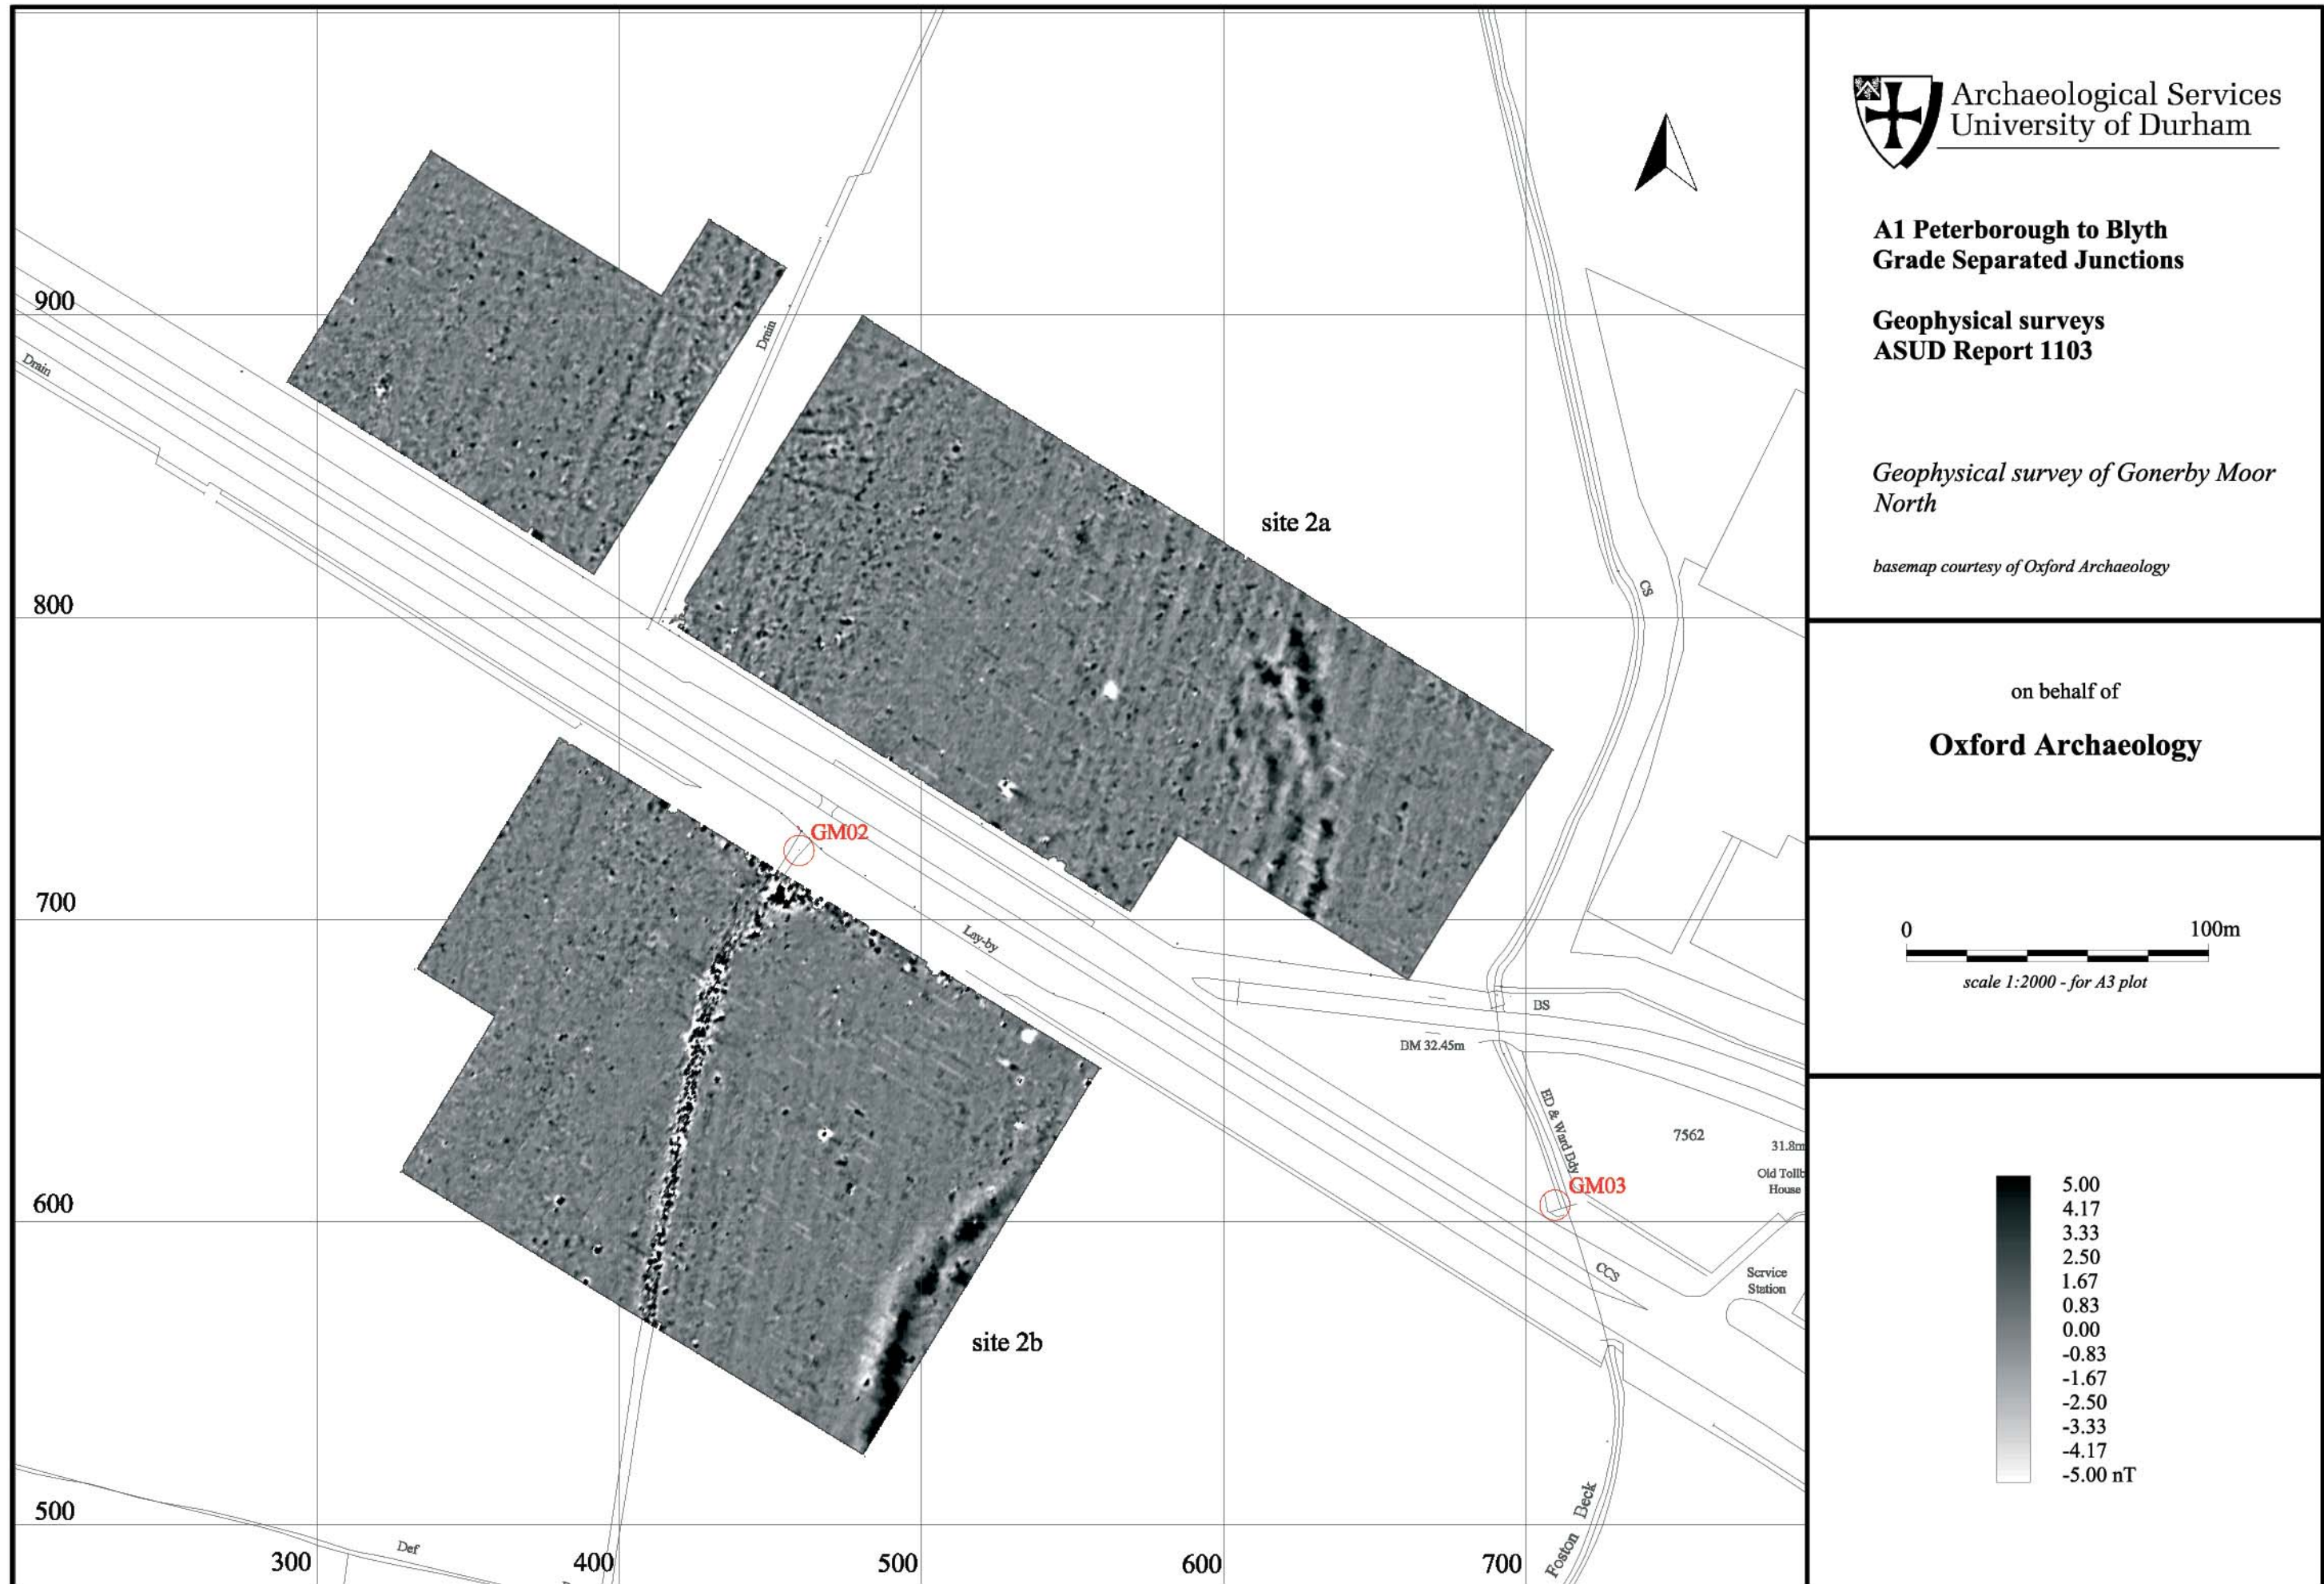 Archaeological Services
University of Durham
A1 Peterborough to Blyth
Grade Separated Junctions
Geophysical surveys
ASUD Report 1103
Geophysical survey of Gonerby Moor
North
basemap courtesy of Oxford Archaeology
on behalf of
Oxford Archaeology
0 100m
scale 1:2000 - for A3 plot
5.00
4.17
3.33
2.50
1.67
0.83
0.00
-0.83
-1.67
-2.50
-3.33
-4.17
-5.00 nT
900
Drain
Drain
site 2a
CS
800
GM02
700
Lay-by
BS
BM 32.45m
ED & Ward Bdy
7562
31.8m
Old Tollb
House
GM03
600
CCS
Service
Station
site 2b
500
Def
Foston Beck
300
400
500
600
700